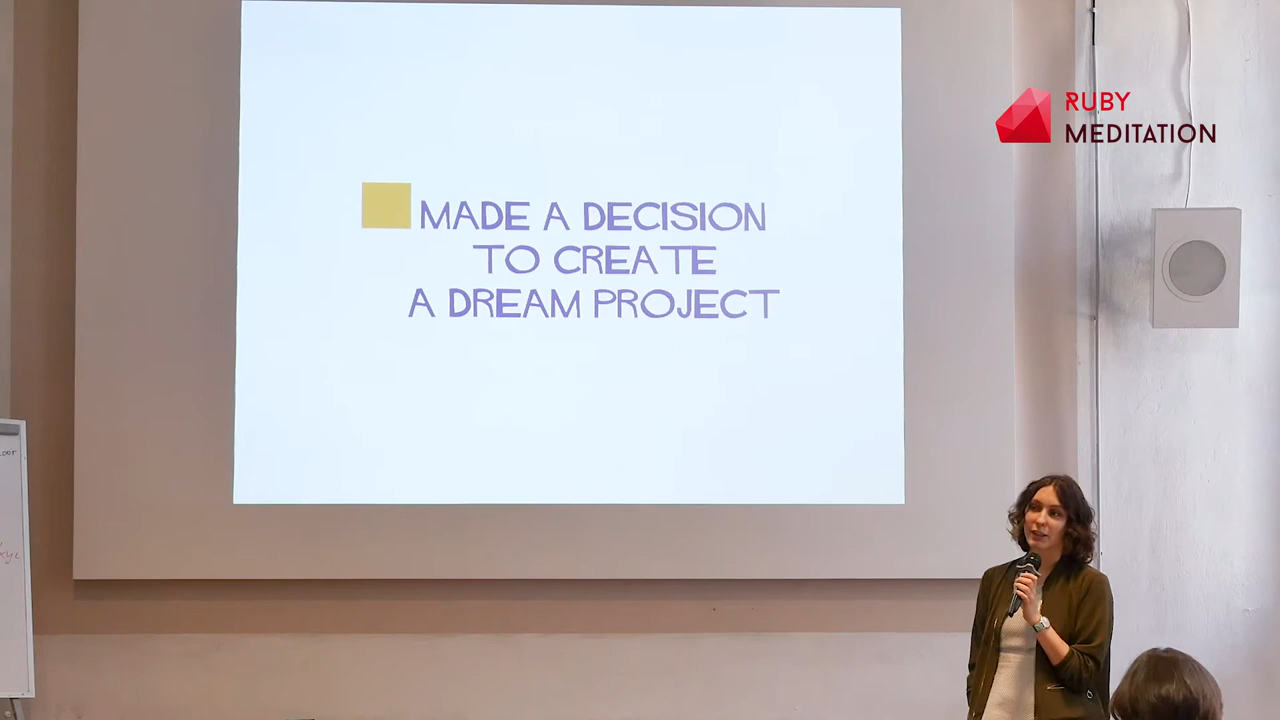 RUBY
MEDITATION
MADE A DECISION
TO CREATE
A DREAM PROJECT